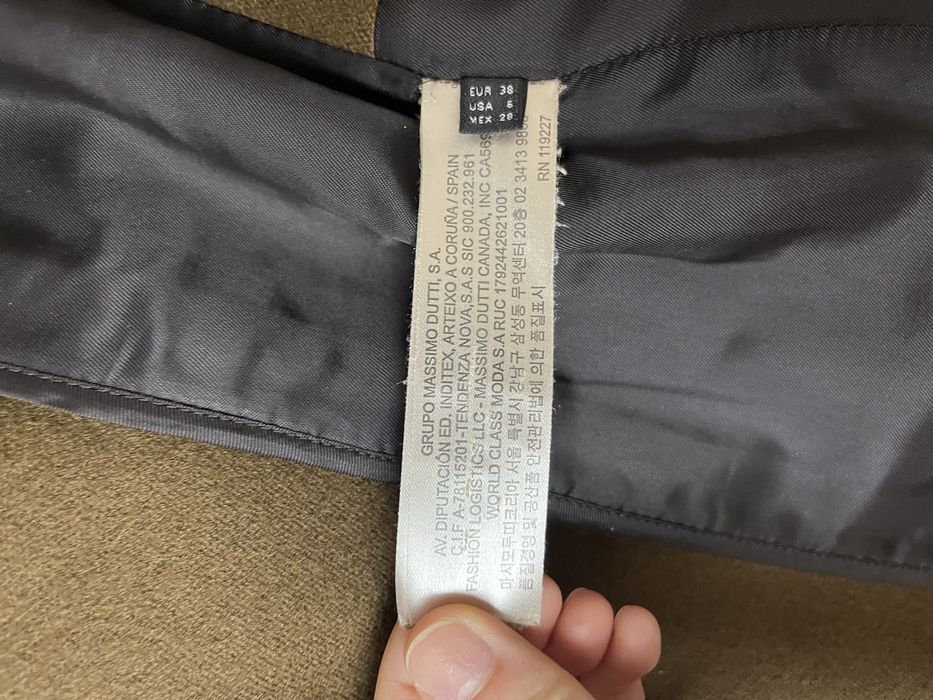 EUR 38
USA 6
MEX 28
GRUPO MASSIMO DUTTI, S.A.
AV. DIPUTACIÓN ED. INDITEX, ARTEIXO A CORUÑA / SPAIN
C.I.F A-78115201-TENDENZA NOVA,S.A.S SIC 900.232.961
FASHION LOGISTICS LLC - MASSIMO DUTTI CANADA, INC
WORLD CLASS MODA S.A RUC 1792442621001
마시모두띠코리아 서울 특별시 강남구 삼성동 무역센터 20층 02 3413
품질경영 및 공산품 안전관리법에 의한 품질표시
RN 119227